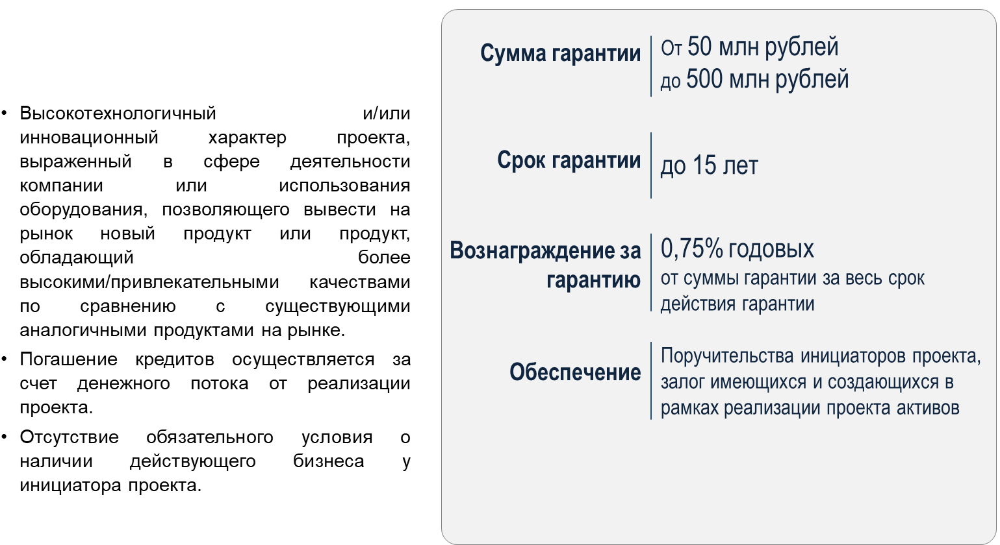 • Высокотехнологичный и/или
инновационный характер проекта,
выраженный в сфере деятельности
компании или использования
оборудования, позволяющего вывести на
рынок новый продукт или продукт,
обладающий более
высокими/привлекательными качествами
по сравнению с существующими
аналогичными продуктами на рынке.
• Погашение кредитов осуществляется за
счет денежного потока от реализации
проекта.
• Отсутствие обязательного условия о
наличии действующего бизнеса у
инициатора проекта.
Сумма гарантии
От 50 млн рублей
до 500 млн рублей
Срок гарантии
до 15 лет
Вознаграждение за
гарантию
0,75% годовых
от суммы гарантии за весь срок
действия гарантии
Обеспечение
Поручительства инициаторов проекта,
залог имеющихся и создающихся в
рамках реализации проекта активов